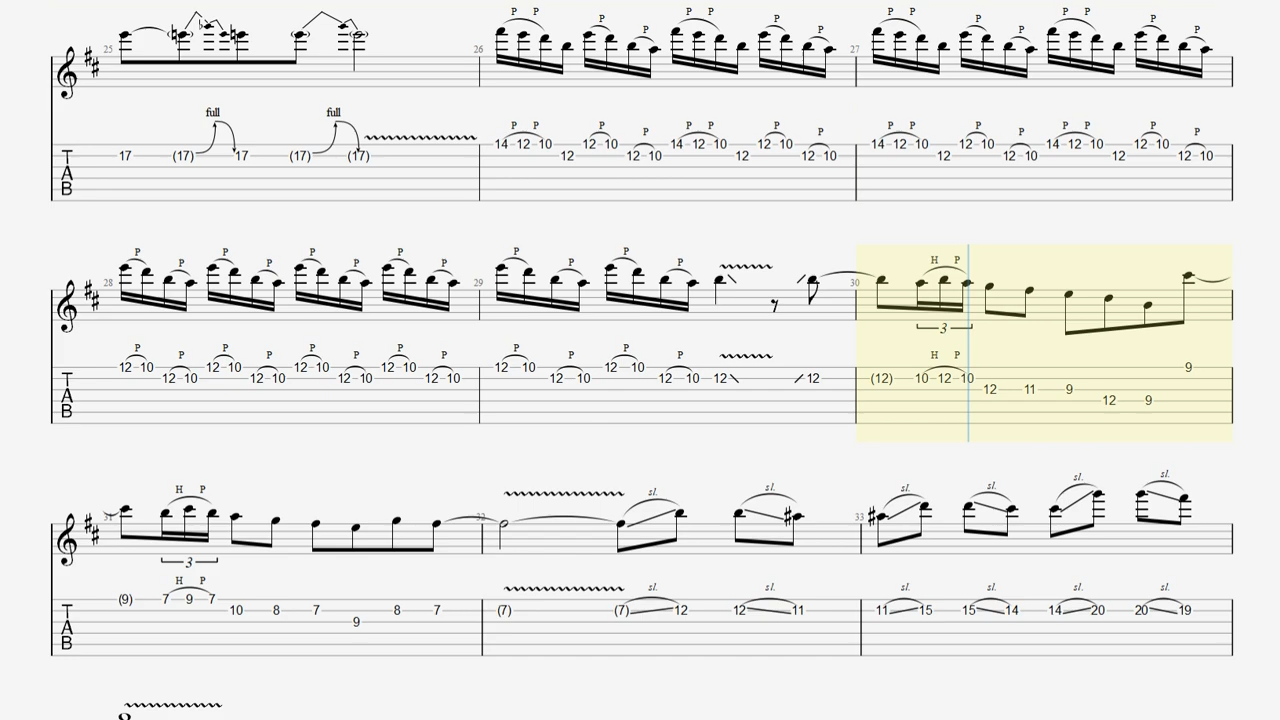 P P P P P P P P P P P P P P P P
25 26 27
full full
P P P P P P P P P P P P P P P P
T 17 (17) 17 (17) (17) 14 12 10 12 12 10 12 10 14 12 10 12 12 10 12 10 14 12 10 12 12 10 12 10 14 12 10 12 12 10 12 10
A
B
P P P P P P P P P P P P H P
28 29 30
3
P P P P P P P P P P P P H P
12 10 12 10 12 10 12 10 12 10 12 10 12 10 12 10 12 10 12 10 12 10 12 10 9
T 12 12 (12) 10 12 10
A 12 11 9
B 12 9
H P sl. sl. sl. sl. sl. sl.
31 32 33
3
H P sl. sl. sl. sl. sl. sl.
(9) 7 9 7
T 10 8 7 8 7 (7) (7) 12 12 11 11 15 15 14 14 20 20 19
A 9
B